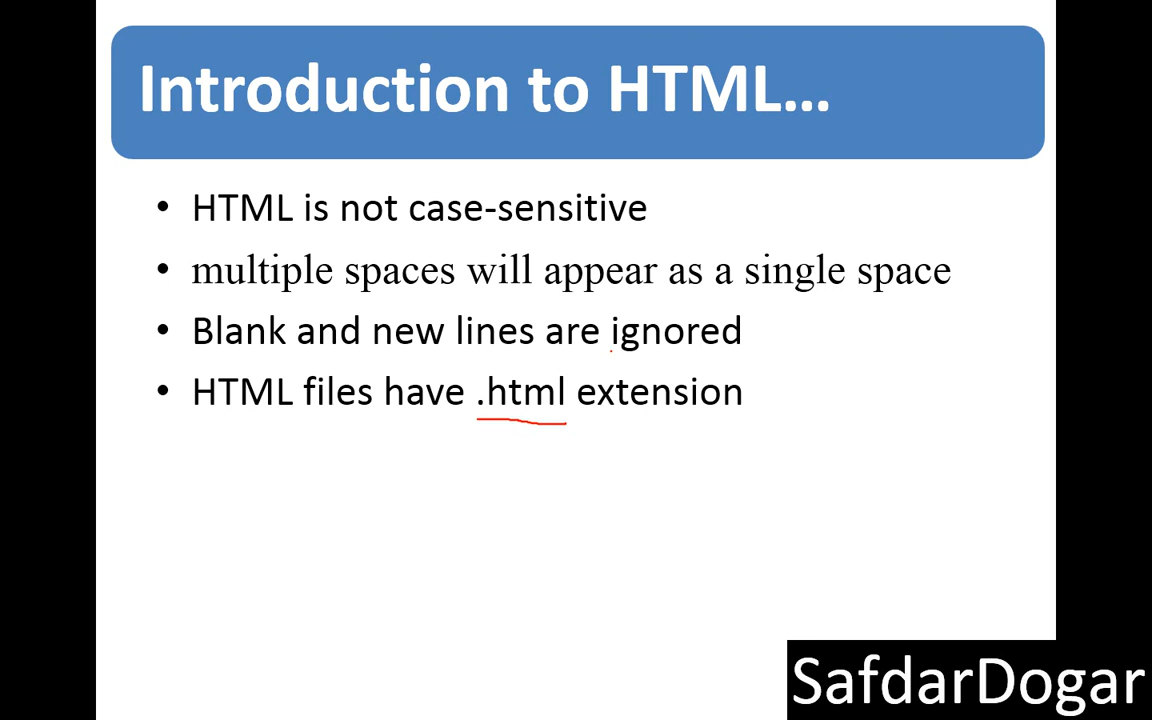 Introduction to HTML...
• HTML is not case-sensitive
• multiple spaces will appear as a single space
• Blank and new lines are ignored
• HTML files have .html extension
SafdarDogar